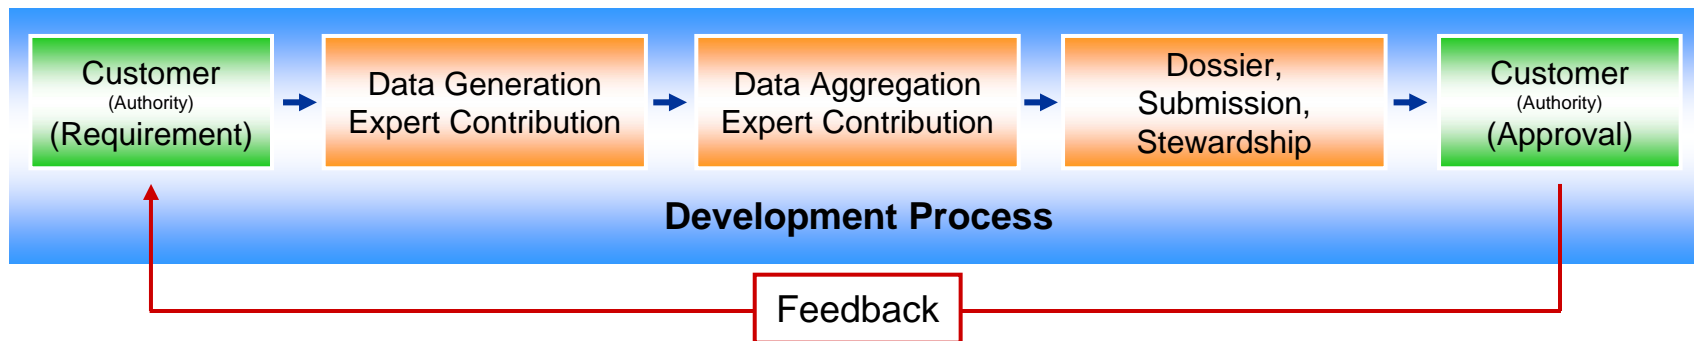 Customer
(Authority)
(Requirement)
Data Generation
Expert Contribution
Data Aggregation
Expert Contribution
Dossier,
Submission,
Stewardship
Customer
(Authority)
(Approval)
Development Process
Feedback